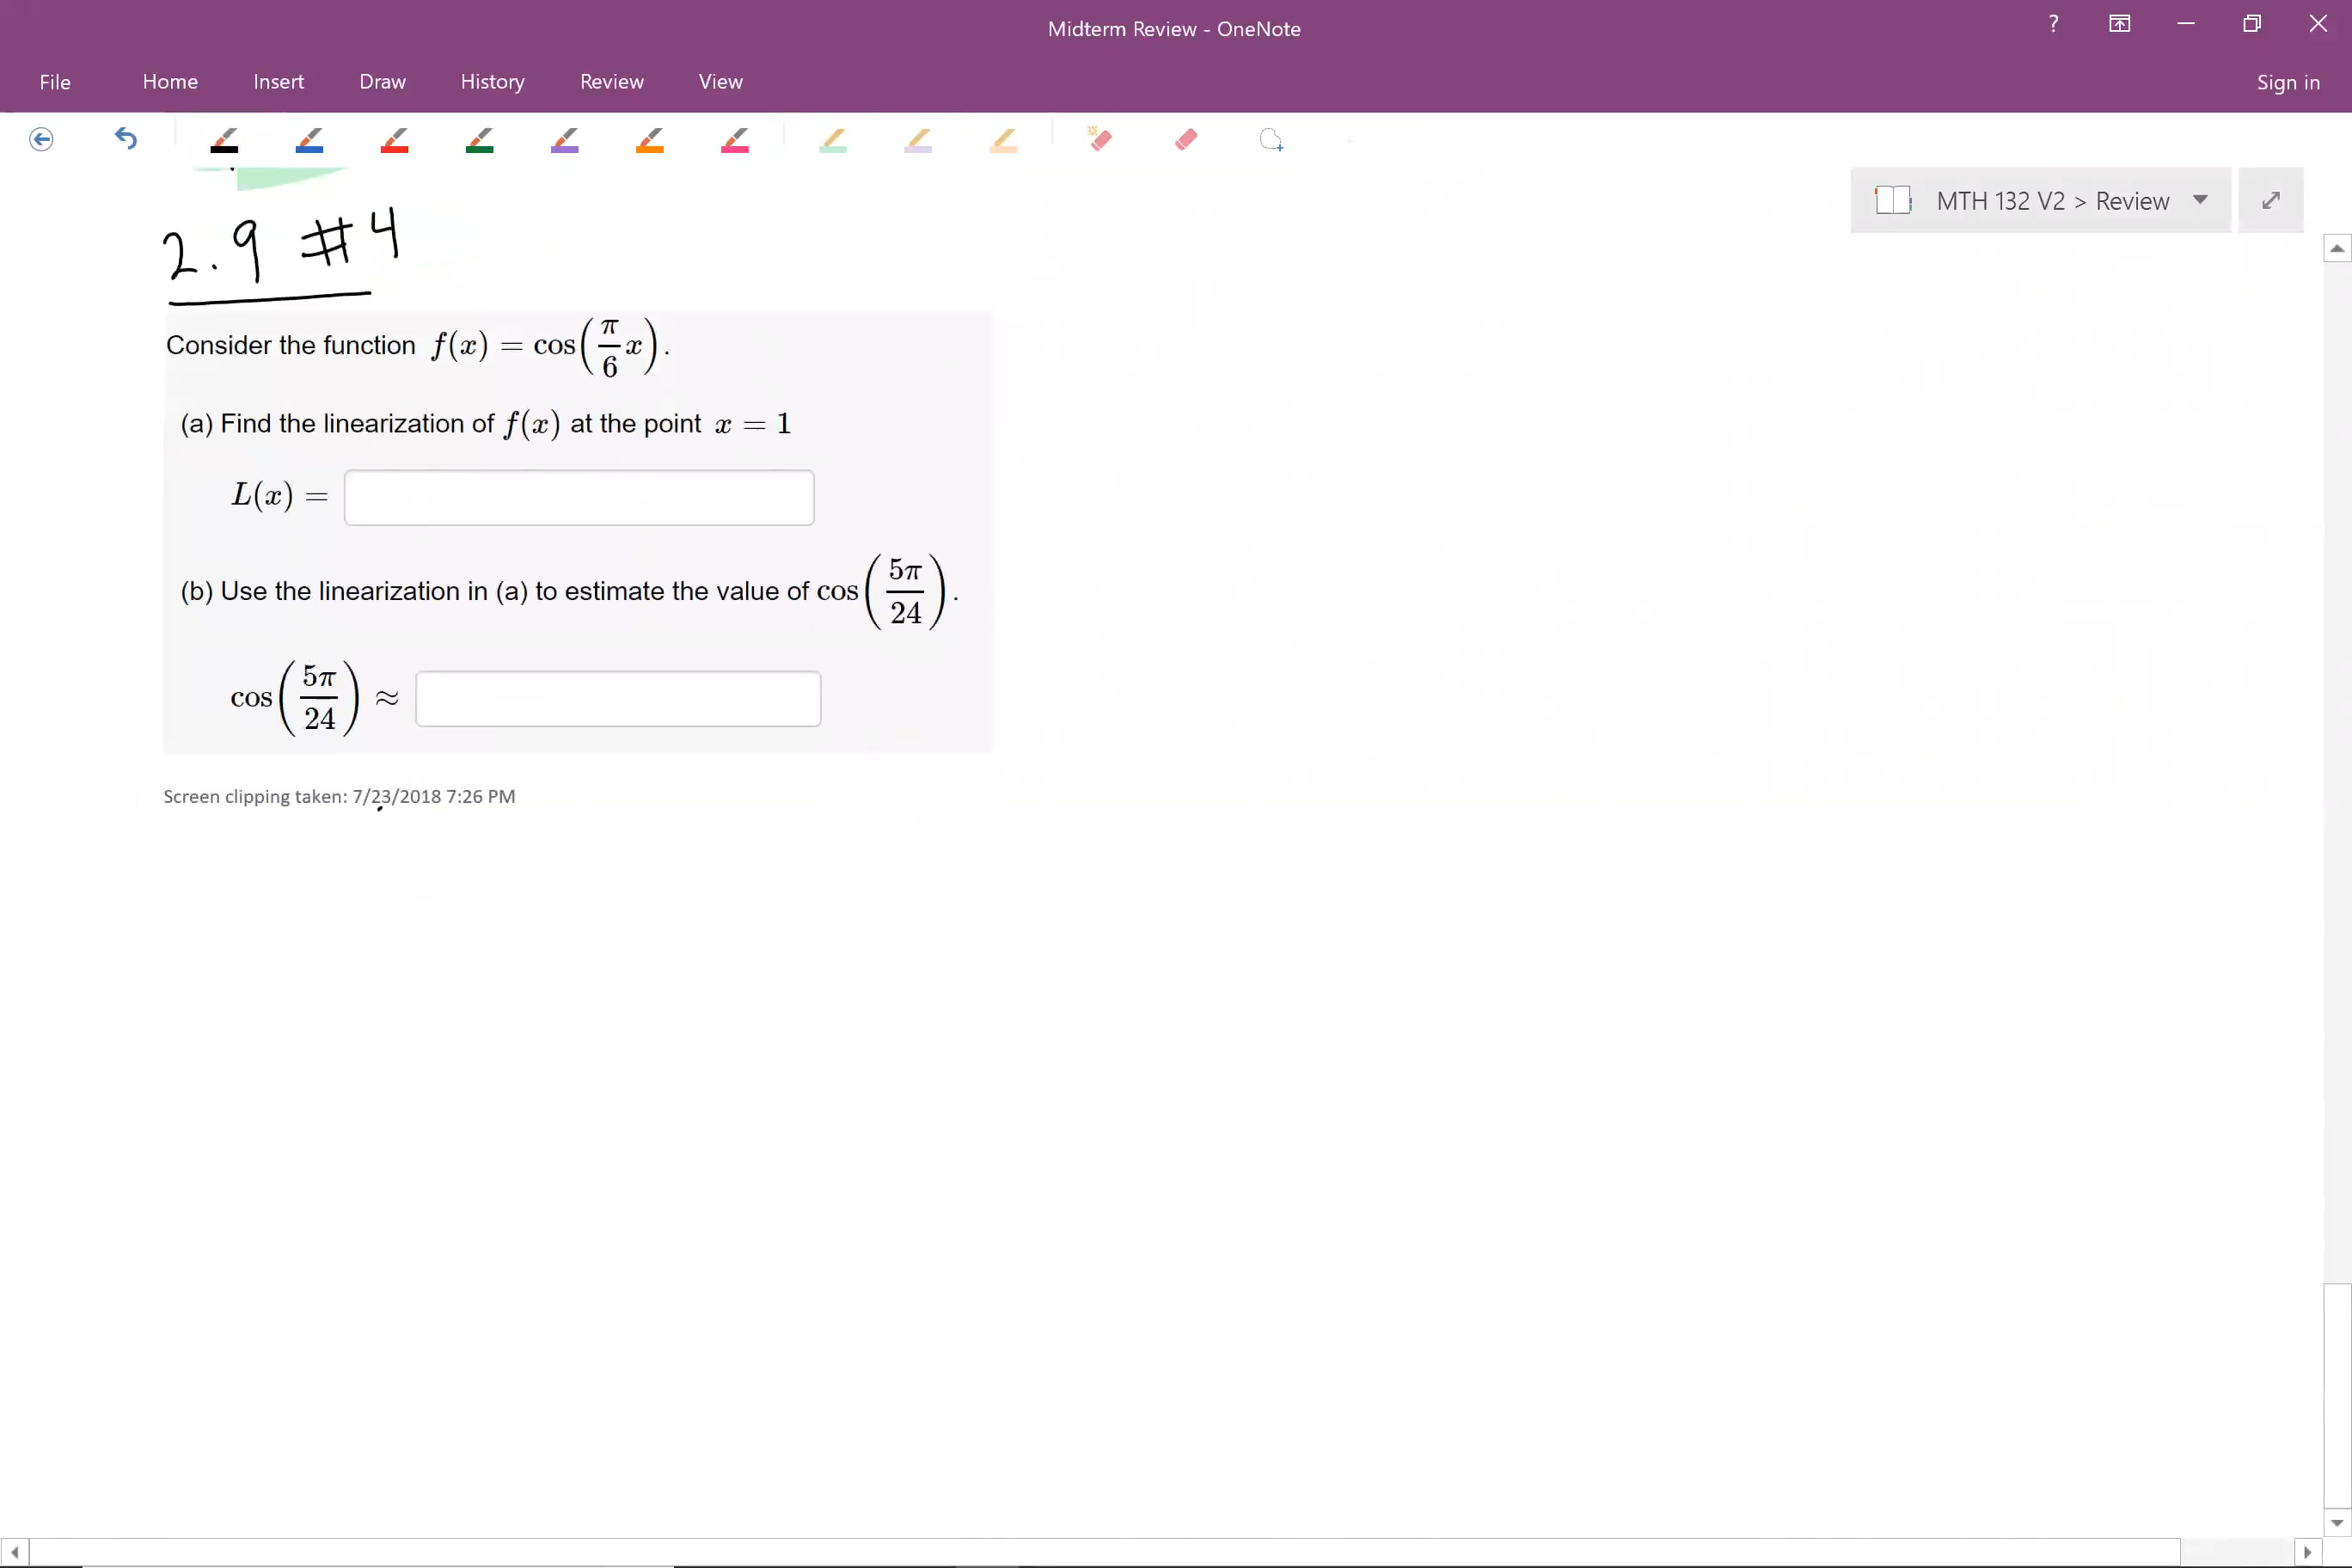 Midterm Review - OneNote
?
File Home Insert Draw History Review View Sign in
MTH 132 V2 > Review
2.9 #4
Consider the function f(x) = cos(π/6 x).
(a) Find the linearization of f(x) at the point x = 1
L(x) =
(b) Use the linearization in (a) to estimate the value of cos(5π/24).
cos(5π/24) ≈
Screen clipping taken: 7/23/2018 7:26 PM